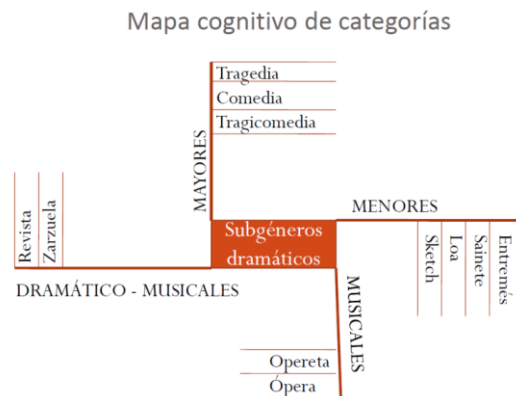 Mapa cognitivo de categorías
Tragedia
Comedia
Tragicomedia
MAYORES
Revista
Zarzuela
MENORES
Subgéneros
dramáticos
Sketch
Loa
Sainete
Entremés
DRAMÁTICO - MUSICALES
MUSICALES
Opereta
Ópera